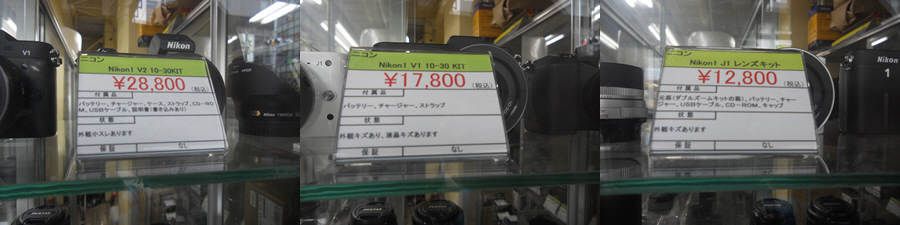 V1
Nikon
ニコン
Nikon1 V2 10-30KIT
¥28,800(税込)
付属品
バッテリー、チャージャー、ケース、ストラップ、CD-RO
M、USBケーブル、説明書(書き込みあり)
状態
外観小スレあります
保証 なし
J1
ニコン
Nikon1 V1 10-30 KIT
¥17,800(税込)
付属品
バッテリー、チャージャー、ストラップ
状態
外観キズあり、液晶キズあります
保証 なし
ニコン
Nikon1 J1 レンズキット
¥12,800(税込)
付属品
元箱(ダブルズームキットの箱)、バッテリー、チャー
ジャー、USBケーブル、CD-ROM、キャップ
状態
外観キズあります
保証 なし
Nikon
1